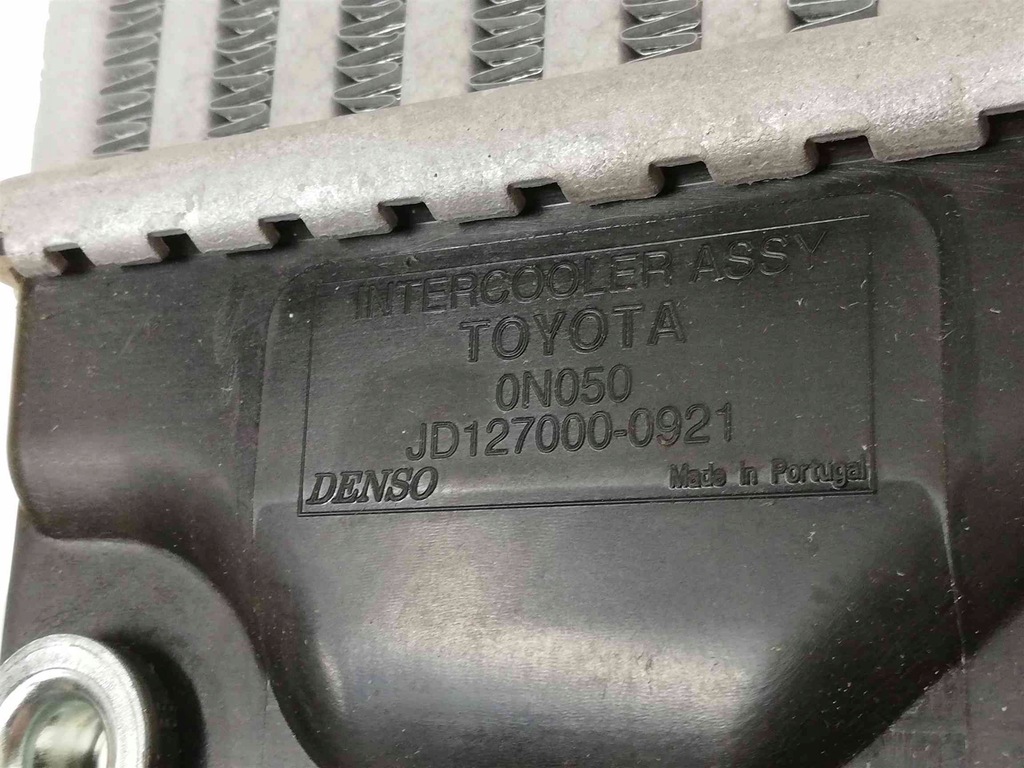 INTERCOOLER ASSY
TOYOTA
0N050
JD127000-0921
DENSO Made in Portugal